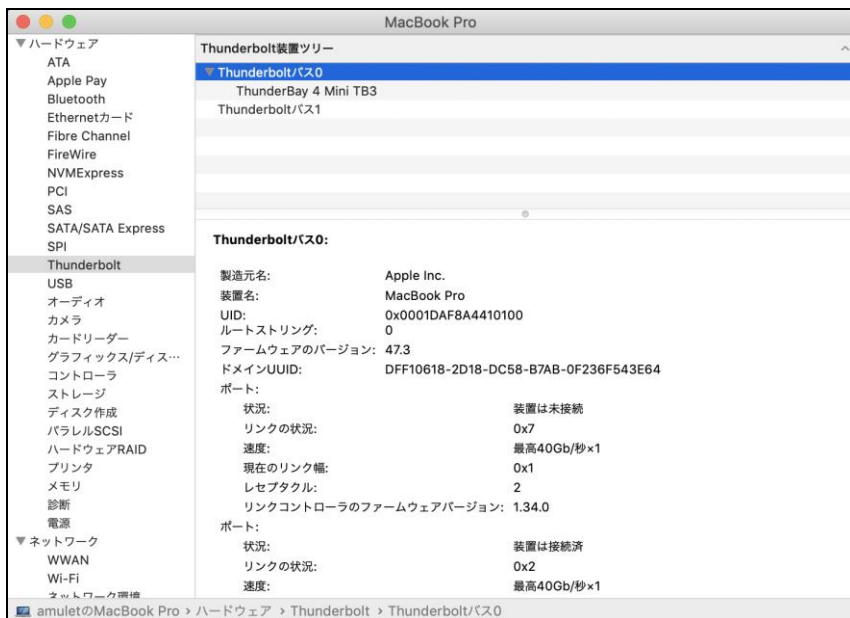 MacBook Pro
ハードウェア
ATA
Apple Pay
Bluetooth
Ethernetカード
Fibre Channel
FireWire
NVMExpress
PCI
SAS
SATA/SATA Express
SPI
Thunderbolt
USB
オーディオ
カメラ
カードリーダー
グラフィックス/ディス…
コントローラ
ストレージ
ディスク作成
パラレルSCSI
ハードウェアRAID
プリンタ
メモリ
診断
電源
ネットワーク
WWAN
Wi-Fi
ネットワーク環境
Thunderbolt装置ツリー
Thunderboltバス0
ThunderBay 4 Mini TB3
Thunderboltバス1
Thunderboltバス0:
製造元名: Apple Inc.
装置名: MacBook Pro
UID: 0x0001DAF8A4410100
ルートストリング: 0
ファームウェアのバージョン: 47.3
ドメインUUID: DFF10618-2D18-DC58-B7AB-0F236F543E64
ポート:
状況: 装置は未接続
リンクの状況: 0x7
速度: 最高40Gb/秒×1
現在のリンク幅: 0x1
レセプタクル: 2
リンクコントローラのファームウェアバージョン: 1.34.0
ポート:
状況: 装置は接続済
リンクの状況: 0x2
速度: 最高40Gb/秒×1
amuletのMacBook Pro › ハードウェア › Thunderbolt › Thunderboltバス0